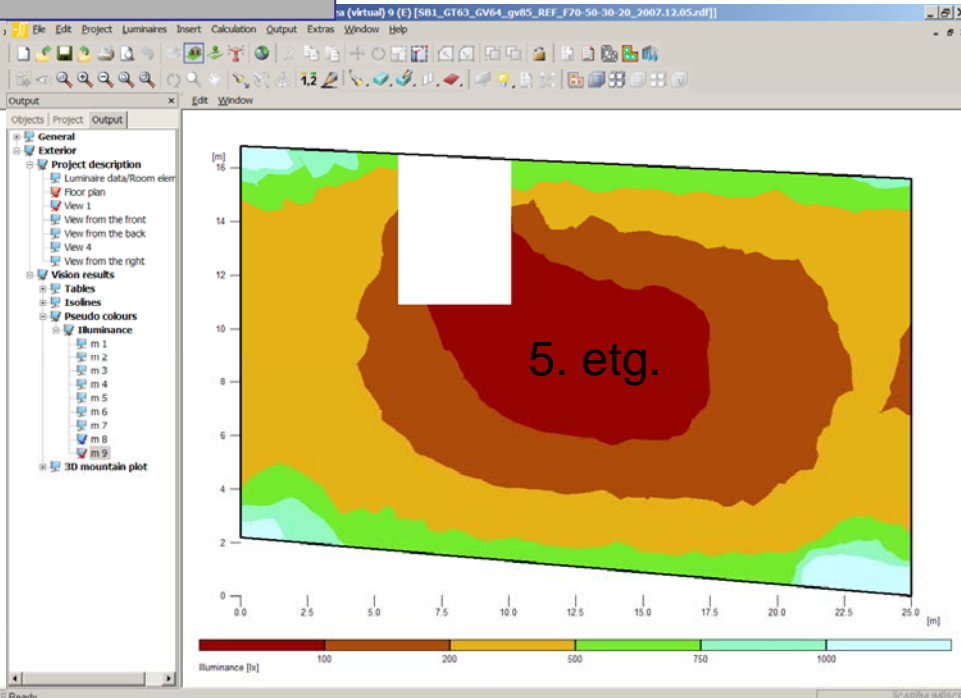 ea (virtual) 9 (E) [SB1_GT63_GV64_gv85_REF_F70-50-30-20_2007.12.05.rdf]]
File Edit Project Luminaires Insert Calculation Output Extras Window Help
1,2
Output
Edit Window
Objects Project Output
General
Exterior
Project description
Luminaire data/Room elem
Floor plan
View 1
View from the front
View from the back
View 4
View from the right
Vision results
Tables
Isolines
Pseudo colours
Illuminance
m 1
m 2
m 3
m 4
m 5
m 6
m 7
m 8
m 9
3D mountain plot
[m]
16
14
12
10
8
6
4
2
0
5. etg.
0.0 2.5 5.0 7.5 10.0 12.5 15.0 17.5 20.0 22.5 25.0
[m]
100 200 500 750 1000
Illuminance [lx]
Ready